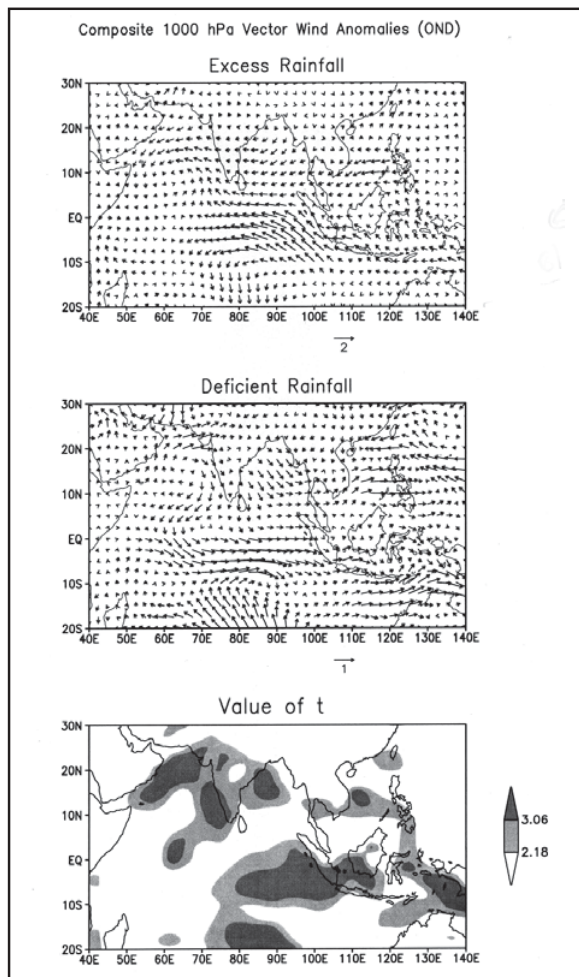 Composite 1000 hPa Vector Wind Anomalies (OND)
Excess Rainfall
30N
20N
10N
EQ
10S
20S
40E 50E 60E 70E 80E 90E 100E 110E 120E 130E 140E
2
Deficient Rainfall
30N
20N
10N
EQ
10S
20S
40E 50E 60E 70E 80E 90E 100E 110E 120E 130E 140E
1
Value of t
30N
20N
10N
EQ
10S
20S
40E 50E 60E 70E 80E 90E 100E 110E 120E 130E 140E
3.06
2.18